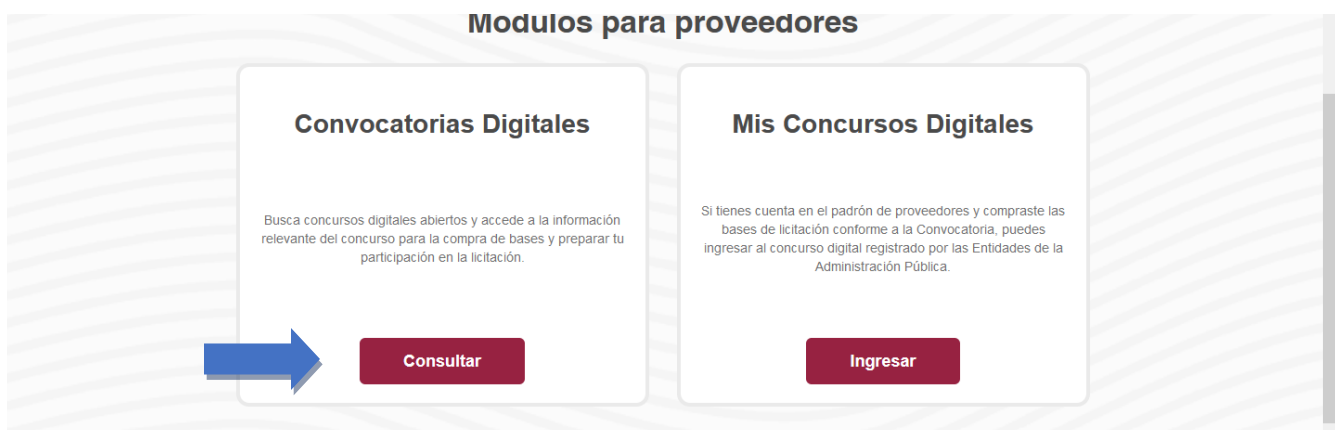 Módulos para proveedores
Convocatorias Digitales
Busca concursos digitales abiertos y accede a la información
relevante del concurso para la compra de bases y preparar tu
participación en la licitación.
Consultar
Mis Concursos Digitales
Si tienes cuenta en el padrón de proveedores y compraste las
bases de licitación conforme a la Convocatoria, puedes
ingresar al concurso digital registrado por las Entidades de la
Administración Pública.
Ingresar